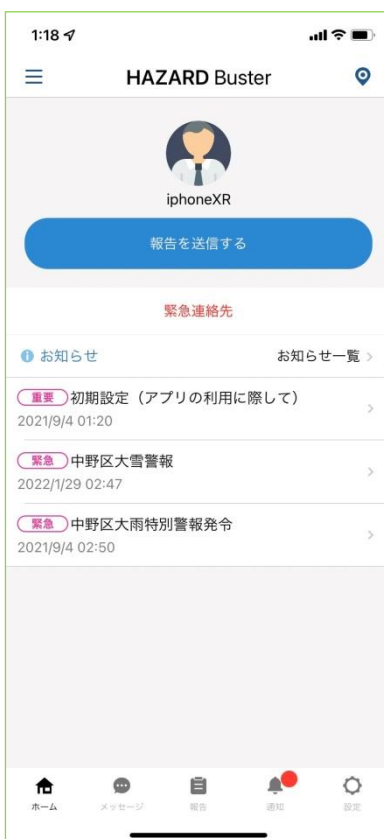 1:18
HAZARD Buster
iphoneXR
報告を送信する
緊急連絡先
お知らせ
お知らせ一覧
重要 初期設定（アプリの利用に際して）
2021/9/4 01:20
緊急 中野区大雪警報
2022/1/29 02:47
緊急 中野区大雨特別警報発令
2021/9/4 02:50
ホーム
メッセージ
報告
通知
設定